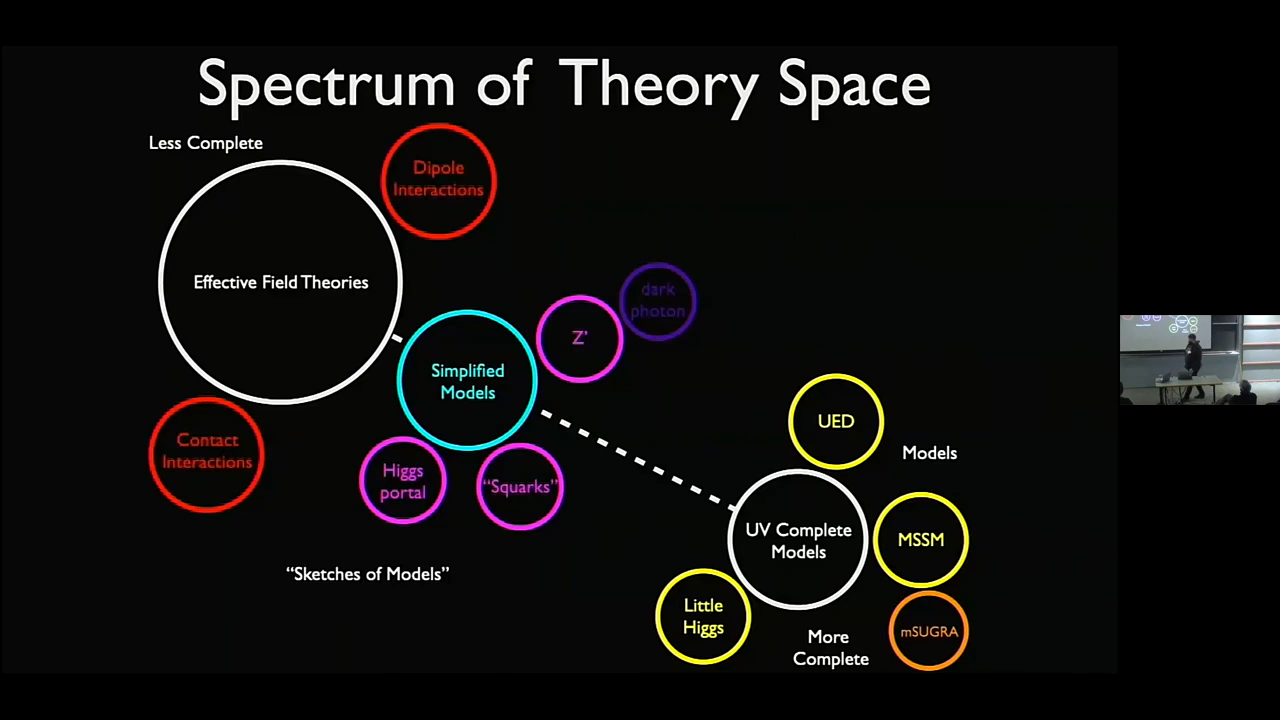 Spectrum of Theory Space
Less Complete
Dipole
Interactions
Effective Field Theories
dark
photon
Z'
Simplified
Models
UED
Contact
Interactions
Models
Higgs
portal
"Squarks"
UV Complete
Models
MSSM
"Sketches of Models"
Little
Higgs
More
Complete
mSUGRA